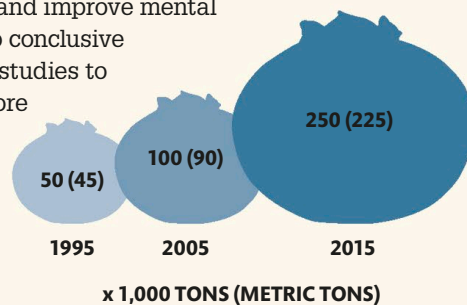 and improve mental
conclusive
studies to
50 (45)
100 (90)
250 (225)
1995 2005 2015
x 1,000 TONS (METRIC TONS)